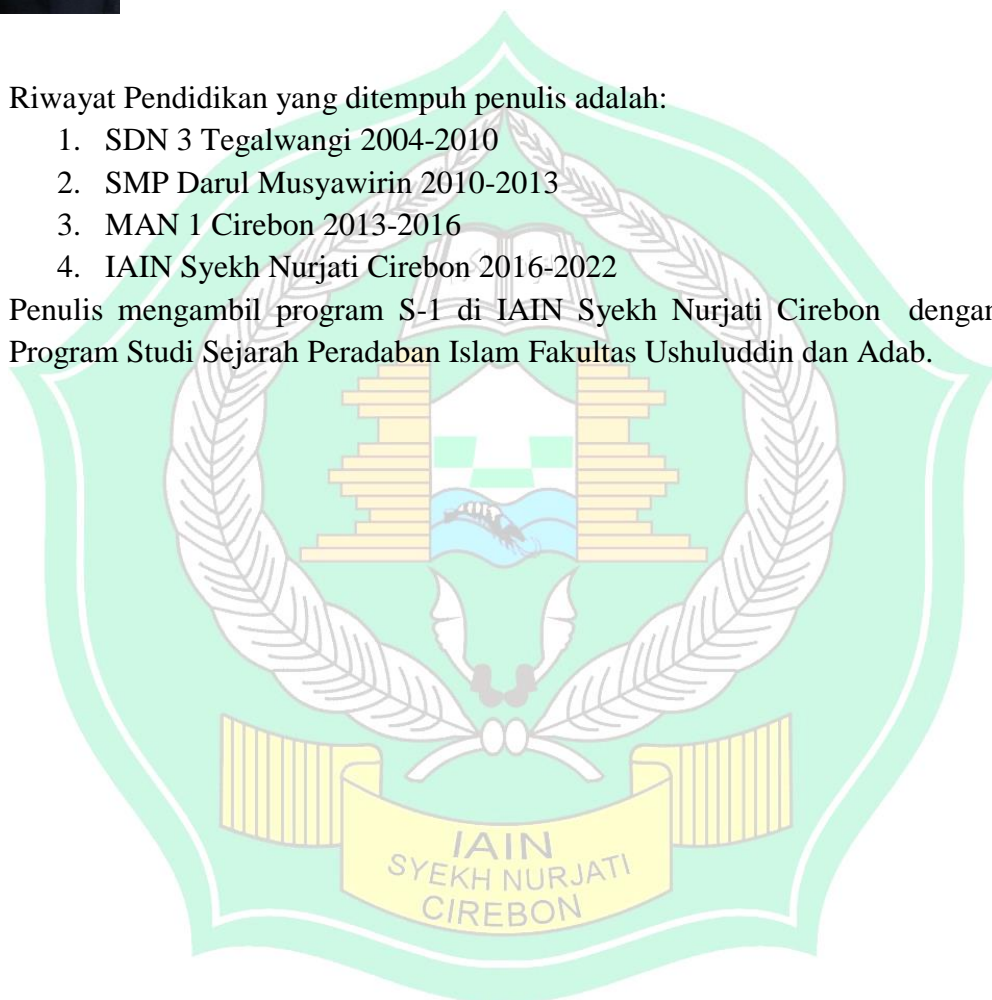 Riwayat Pendidikan yang ditempuh penulis adalah:
1. SDN 3 Tegalwangi 2004-2010
2. SMP Darul Musyawirin 2010-2013
3. MAN 1 Cirebon 2013-2016
4. IAIN Syekh Nurjati Cirebon 2016-2022
Penulis mengambil program S-1 di IAIN Syekh Nurjati Cirebon dengan
Program Studi Sejarah Peradaban Islam Fakultas Ushuluddin dan Adab.
IAIN
SYEKH NURJATI
CIREBON